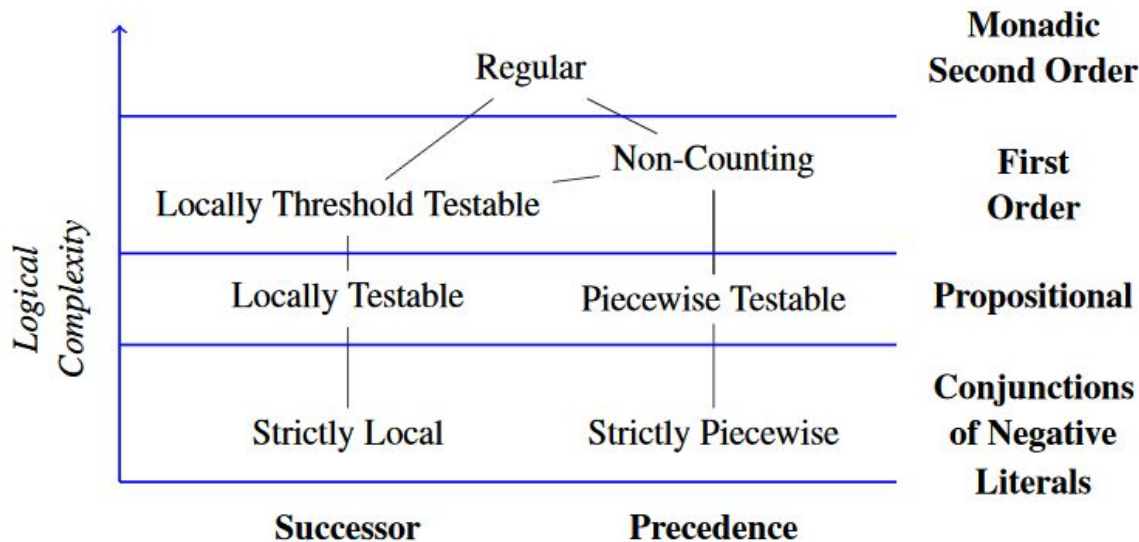 Monadic
Second Order
Regular
First
Order
Non-Counting
Locally Threshold Testable
Logical
Complexity
Locally Testable
Piecewise Testable
Propositional
Conjunctions
of Negative
Literals
Strictly Local
Strictly Piecewise
Successor
Precedence